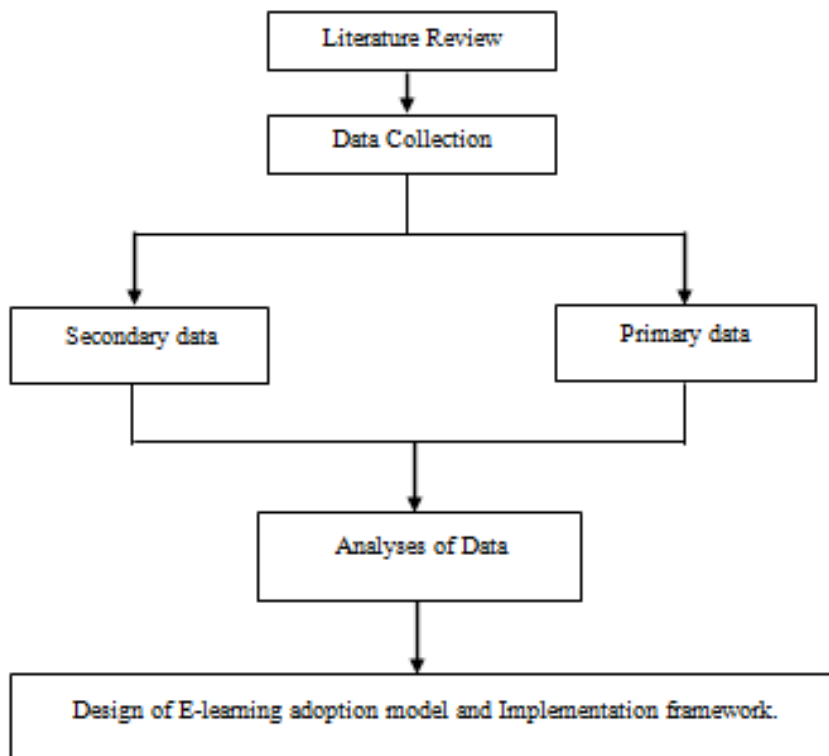 Literature Review
Data Collection
Secondary data
Primary data
Analyses of Data
Design of E-learning adoption model and Implementation framework.